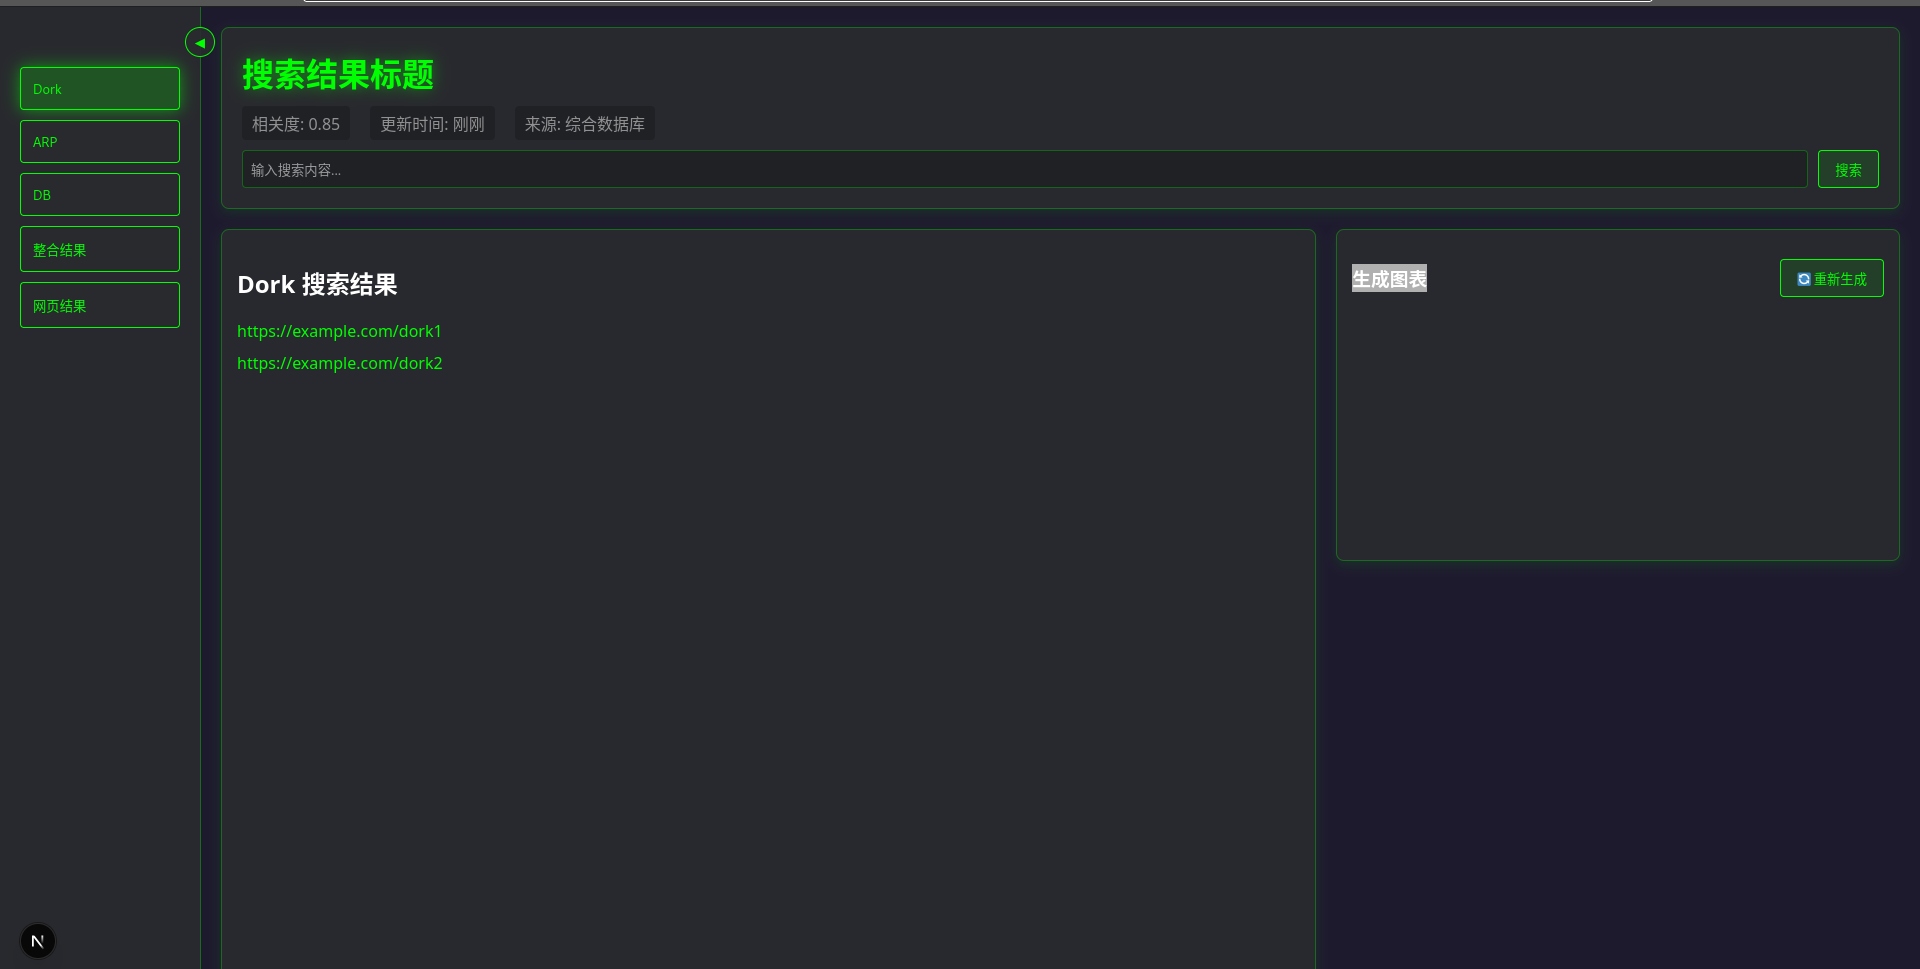 Dork
ARP
DB
整合结果
网页结果
◀
搜索结果标题
相关度: 0.85
更新时间: 刚刚
来源: 综合数据库
输入搜索内容...
搜索
Dork 搜索结果
https://example.com/dork1
https://example.com/dork2
生成图表
🔄 重新生成
N